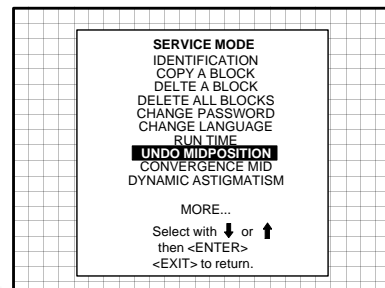 SERVICE MODE
IDENTIFICATION
COPY A BLOCK
DELTE A BLOCK
DELETE ALL BLOCKS
CHANGE PASSWORD
CHANGE LANGUAGE
RUN TIME
UNDO MIDPOSITION
CONVERGENCE MID
DYNAMIC ASTIGMATISM
MORE...
Select with or
then <ENTER>
<EXIT> to return.